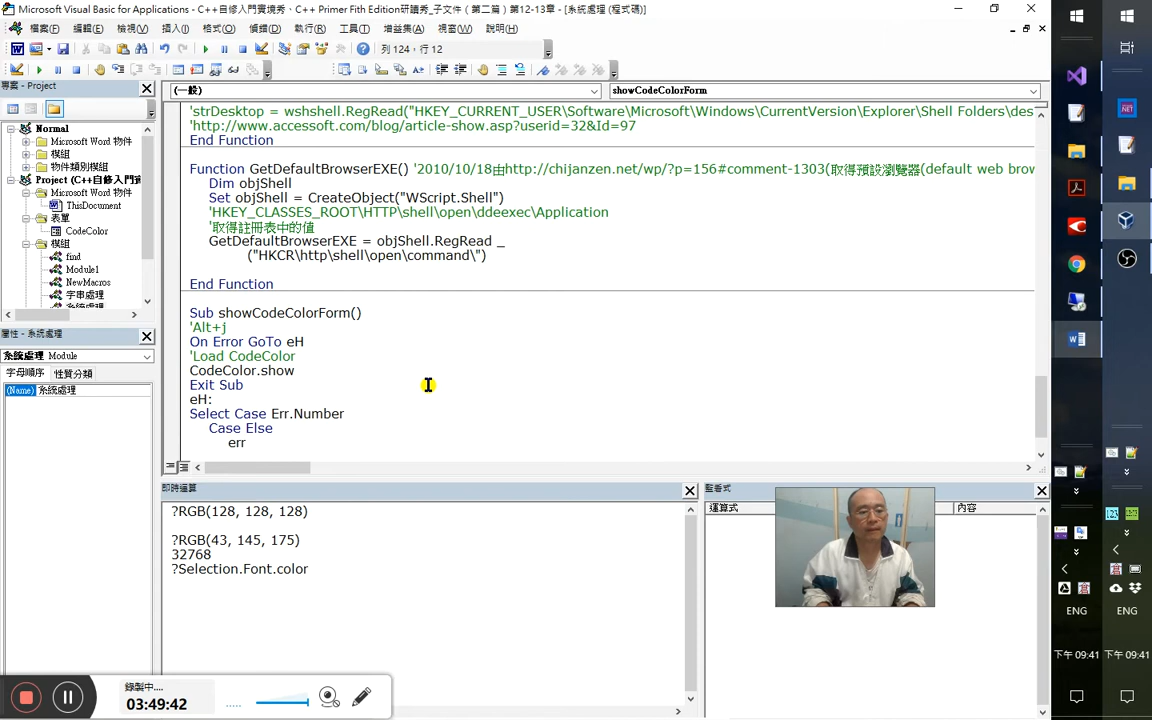 Microsoft Visual Basic for Applications - C++自修入門實境秀、C++ Primer Fith Edition研讀秀_子文件 ( 第二篇 ) 第12-13章 - [系統處理 (程式碼)]
檔案(F) 編輯(E) 檢視(V) 插入(I) 格式(O) 偵錯(D) 執行(R) 工具(T) 增益集(A) 視窗(W) 說明(H)
列 124，行 12
專案 - Project
(一般) showCodeColorForm
Normal
Microsoft Word 物件
模組
物件類別模組
Project (C++自修入門實
Microsoft Word 物件
ThisDocument
表單
CodeColor
模組
find
Module1
NewMacros
字串處理
系統處理
屬性 - 系統處理
系統處理 Module
字母順序 性質分類
(Name) 系統處理
'strDesktop = wshshell.RegRead("HKEY_CURRENT_USER\Software\Microsoft\Windows\CurrentVersion\Explorer\Shell Folders\des
'http://www.accessoft.com/blog/article-show.asp?userid=32&Id=97
End Function
Function GetDefaultBrowserEXE() '2010/10/18由http://chijanzen.net/wp/?p=156#comment-1303(取得預設瀏覽器(default web brow
Dim objShell
Set objShell = CreateObject("WScript.Shell")
'HKEY_CLASSES_ROOT\HTTP\shell\open\ddeexec\Application
'取得註冊表中的值
GetDefaultBrowserEXE = objShell.RegRead _
("HKCR\http\shell\open\command\")
End Function
Sub showCodeColorForm()
'Alt+j
On Error GoTo eH
'Load CodeColor
CodeColor.show
Exit Sub
eH:
Select Case Err.Number
Case Else
err
即時運算
?RGB(128, 128, 128)
?RGB(43, 145, 175)
32768
?Selection.Font.color
監看式
運算式 內容
錄製中....
03:49:42
ENG ENG
下午 09:41 下午 09:41